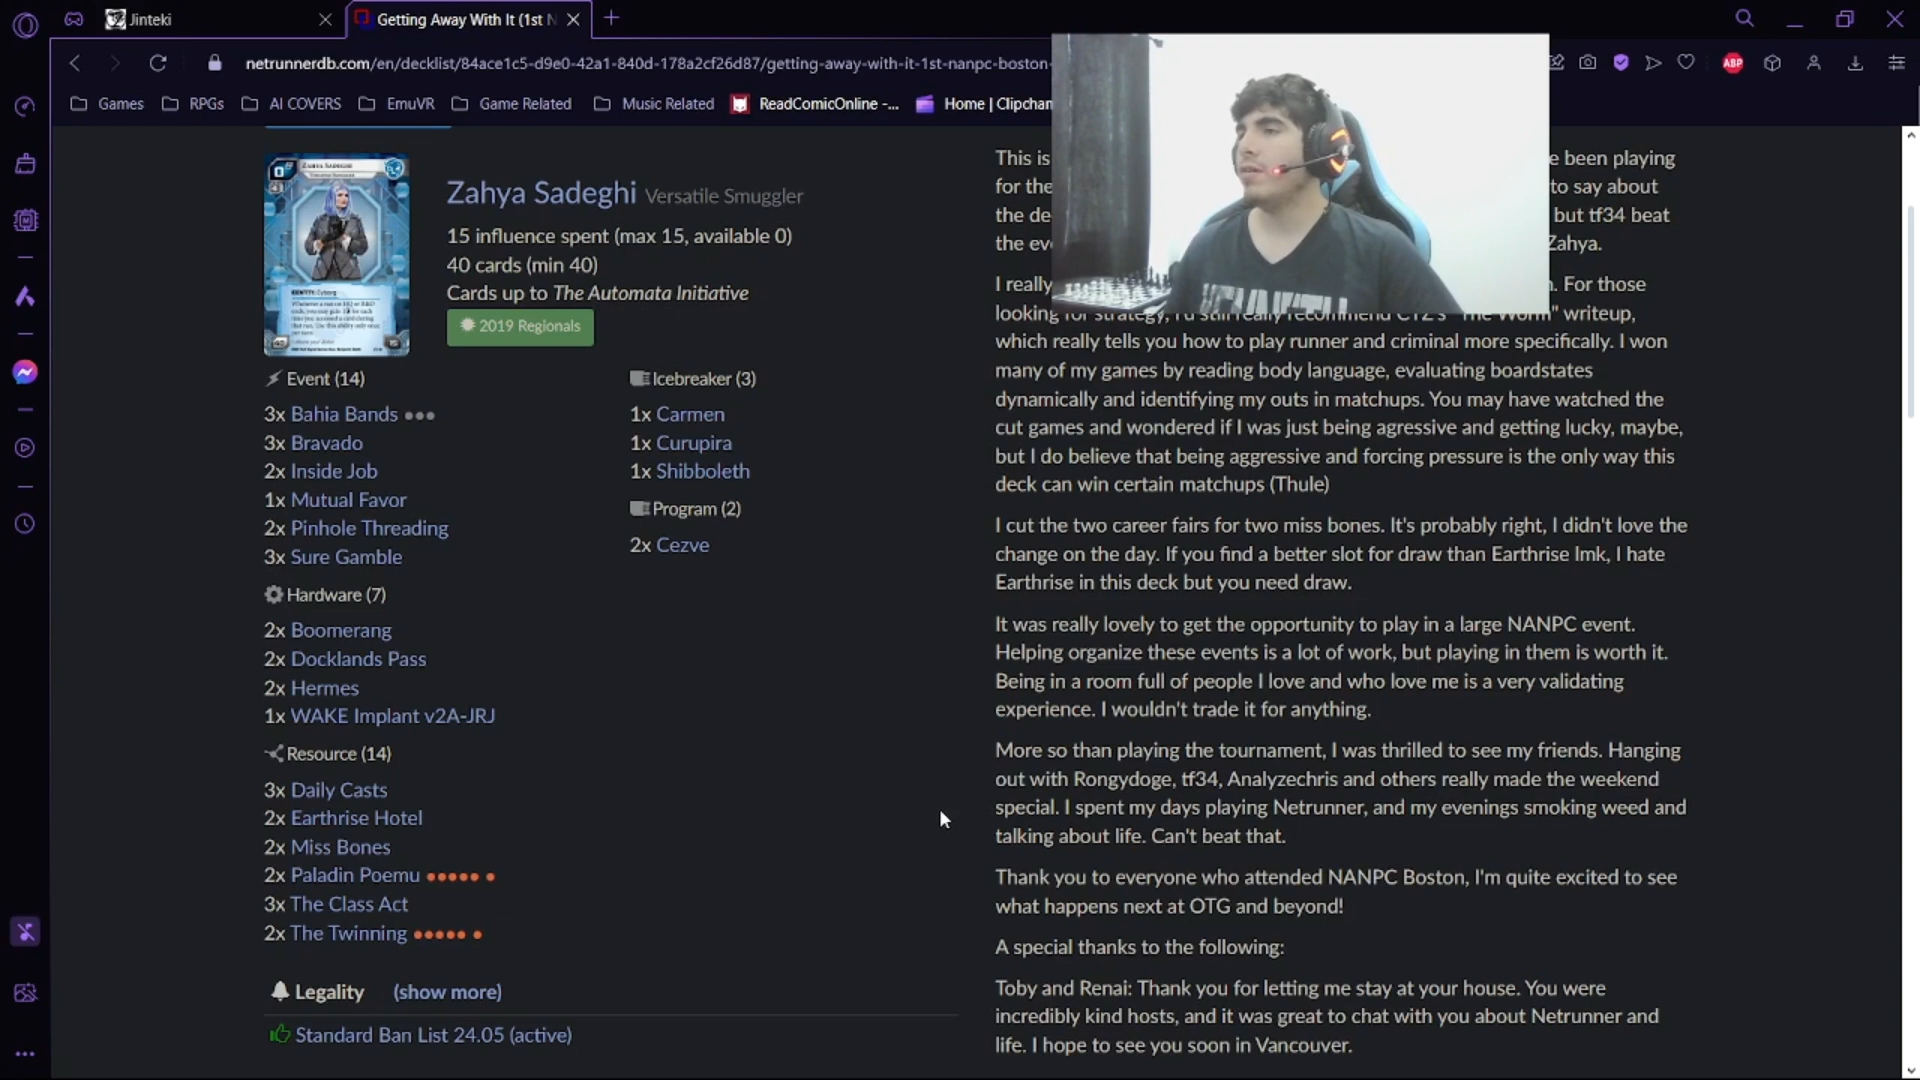 Jinteki
Getting Away With It (1st N
netrunnerdb.com/en/decklist/84ace1c5-d9e0-42a1-840d-178a2cf26d87/getting-away-with-it-1st-nanpc-boston-
ABP
Games
RPGs
AI COVERS
EmuVR
Game Related
Music Related
ReadComicOnline -...
Home | Clipcham
Zahya Sadeghi Versatile Smuggler
15 influence spent (max 15, available 0)
40 cards (min 40)
Cards up to The Automata Initiative
2019 Regionals
Event (14)
3x Bahia Bands
3x Bravado
2x Inside Job
1x Mutual Favor
2x Pinhole Threading
3x Sure Gamble
Hardware (7)
2x Boomerang
2x Docklands Pass
2x Hermes
1x WAKE Implant v2A-JRJ
Resource (14)
3x Daily Casts
2x Earthrise Hotel
2x Miss Bones
2x Paladin Poemu
3x The Class Act
2x The Twinning
Icebreaker (3)
1x Carmen
1x Curupira
1x Shibboleth
Program (2)
2x Cezve
Legality (show more)
Standard Ban List 24.05 (active)
This is e been playing
for the to say about
the de but tf34 beat
the ev Zahya.
I really . For those
looking for strategy, I'd still really recommend CTZ's "The Worm" writeup,
which really tells you how to play runner and criminal more specifically. I won
many of my games by reading body language, evaluating boardstates
dynamically and identifying my outs in matchups. You may have watched the
cut games and wondered if I was just being agressive and getting lucky, maybe,
but I do believe that being aggressive and forcing pressure is the only way this
deck can win certain matchups (Thule)
I cut the two career fairs for two miss bones. It's probably right, I didn't love the
change on the day. If you find a better slot for draw than Earthrise lmk, I hate
Earthrise in this deck but you need draw.
It was really lovely to get the opportunity to play in a large NANPC event.
Helping organize these events is a lot of work, but playing in them is worth it.
Being in a room full of people I love and who love me is a very validating
experience. I wouldn't trade it for anything.
More so than playing the tournament, I was thrilled to see my friends. Hanging
out with Rongydoge, tf34, Analyzechris and others really made the weekend
special. I spent my days playing Netrunner, and my evenings smoking weed and
talking about life. Can't beat that.
Thank you to everyone who attended NANPC Boston, I'm quite excited to see
what happens next at OTG and beyond!
A special thanks to the following:
Toby and Renai: Thank you for letting me stay at your house. You were
incredibly kind hosts, and it was great to chat with you about Netrunner and
life. I hope to see you soon in Vancouver.